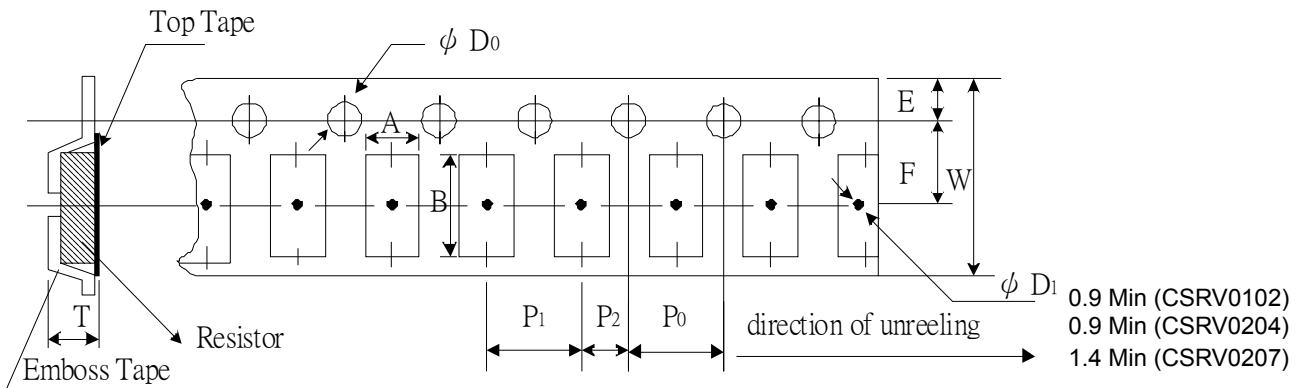 Top Tape
ϕ D0
E
A
F
W
B
ϕ D1
0.9 Min (CSRV0102)
T
P1
P2
P0
direction of unreeling
0.9 Min (CSRV0204)
Resistor
1.4 Min (CSRV0207)
Emboss Tape